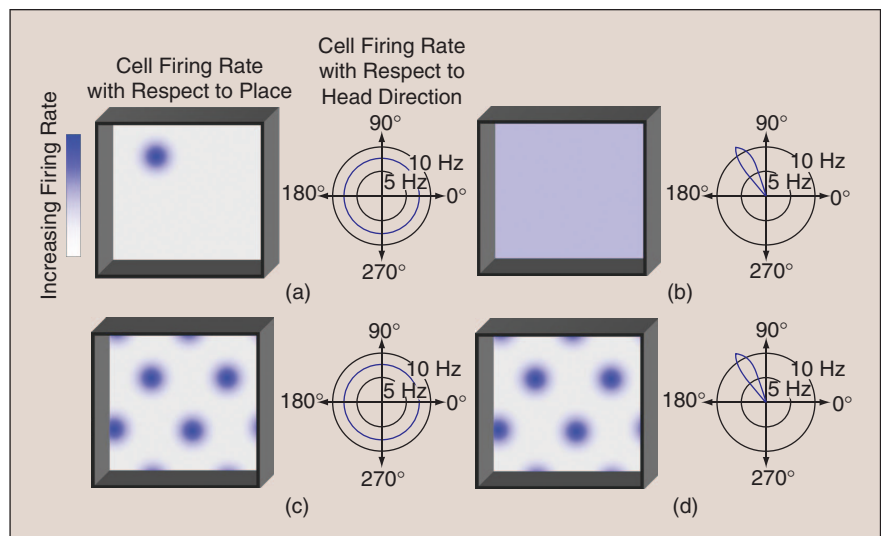 Cell Firing Rate
with Respect to Place
Cell Firing Rate
with Respect to
Head Direction
Increasing Firing Rate
90°
10 Hz
5 Hz
180°
0°
270°
(a)
90°
10 Hz
5 Hz
180°
0°
270°
(b)
90°
10 Hz
5 Hz
180°
0°
270°
(c)
90°
10 Hz
5 Hz
180°
0°
270°
(d)